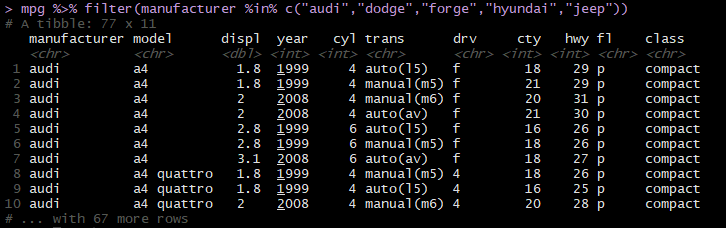 > mpg %>% filter(manufacturer %in% c("audi","dodge","forge","hyundai","jeep"))
# A tibble: 77 x 11
manufacturer model displ year cyl trans drv cty hwy fl class
<chr> <chr> <dbl> <int> <int> <chr> <chr> <int> <int> <chr> <chr>
1 audi a4 1.8 1999 4 auto(l5) f 18 29 p compact
2 audi a4 1.8 1999 4 manual(m5) f 21 29 p compact
3 audi a4 2 2008 4 manual(m6) f 20 31 p compact
4 audi a4 2 2008 4 auto(av) f 21 30 p compact
5 audi a4 2.8 1999 6 auto(l5) f 16 26 p compact
6 audi a4 2.8 1999 6 manual(m5) f 18 26 p compact
7 audi a4 3.1 2008 6 auto(av) f 18 27 p compact
8 audi a4 quattro 1.8 1999 4 manual(m5) 4 18 26 p compact
9 audi a4 quattro 1.8 1999 4 auto(l5) 4 16 25 p compact
10 audi a4 quattro 2 2008 4 manual(m6) 4 20 28 p compact
# ... with 67 more rows